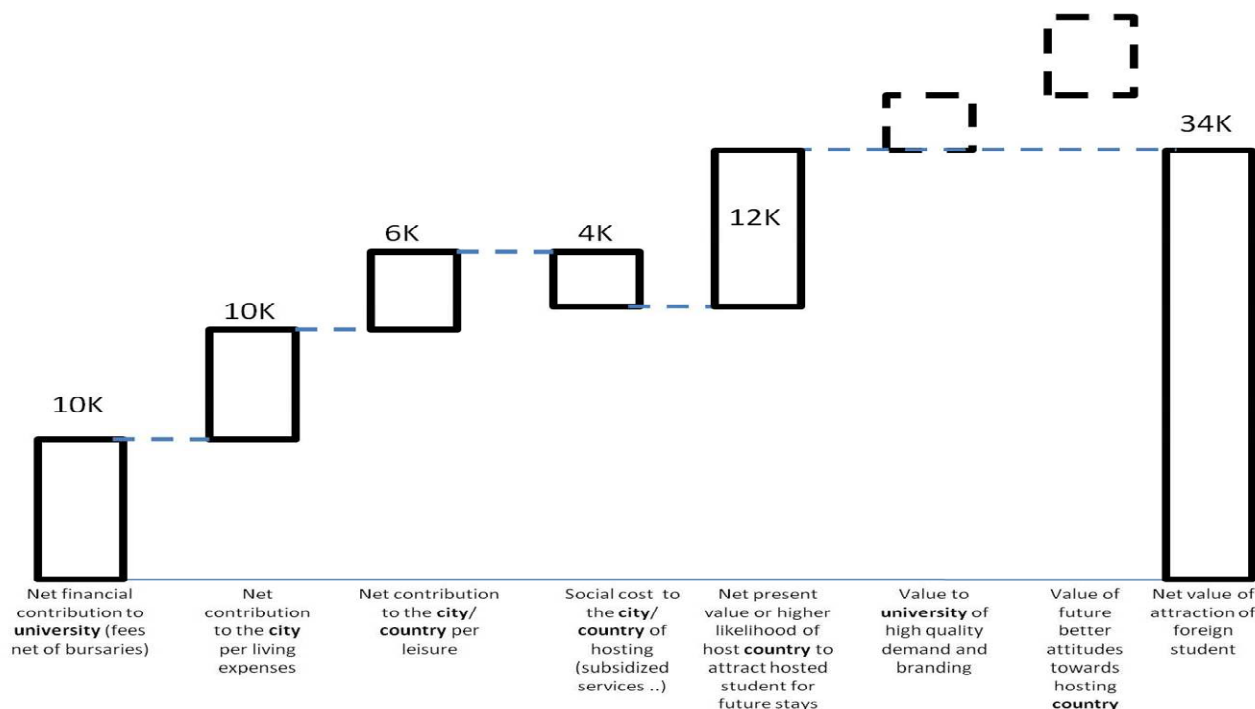 34K
6K
4K
12K
10K
10K
Net financial
contribution to
university (fees
net of bursaries)
Net
contribution
to the city
per living
expenses
Net contribution
to the city/
country per
leisure
Social cost to
the city/
country of
hosting
(subsidized
services ..)
Net present
value or higher
likelihood of
host country to
attract hosted
student for
future stays
Value to
university of
high quality
demand and
branding
Value of
future
better
attitudes
towards
hosting
country
Net value of
attraction of
foreign
student